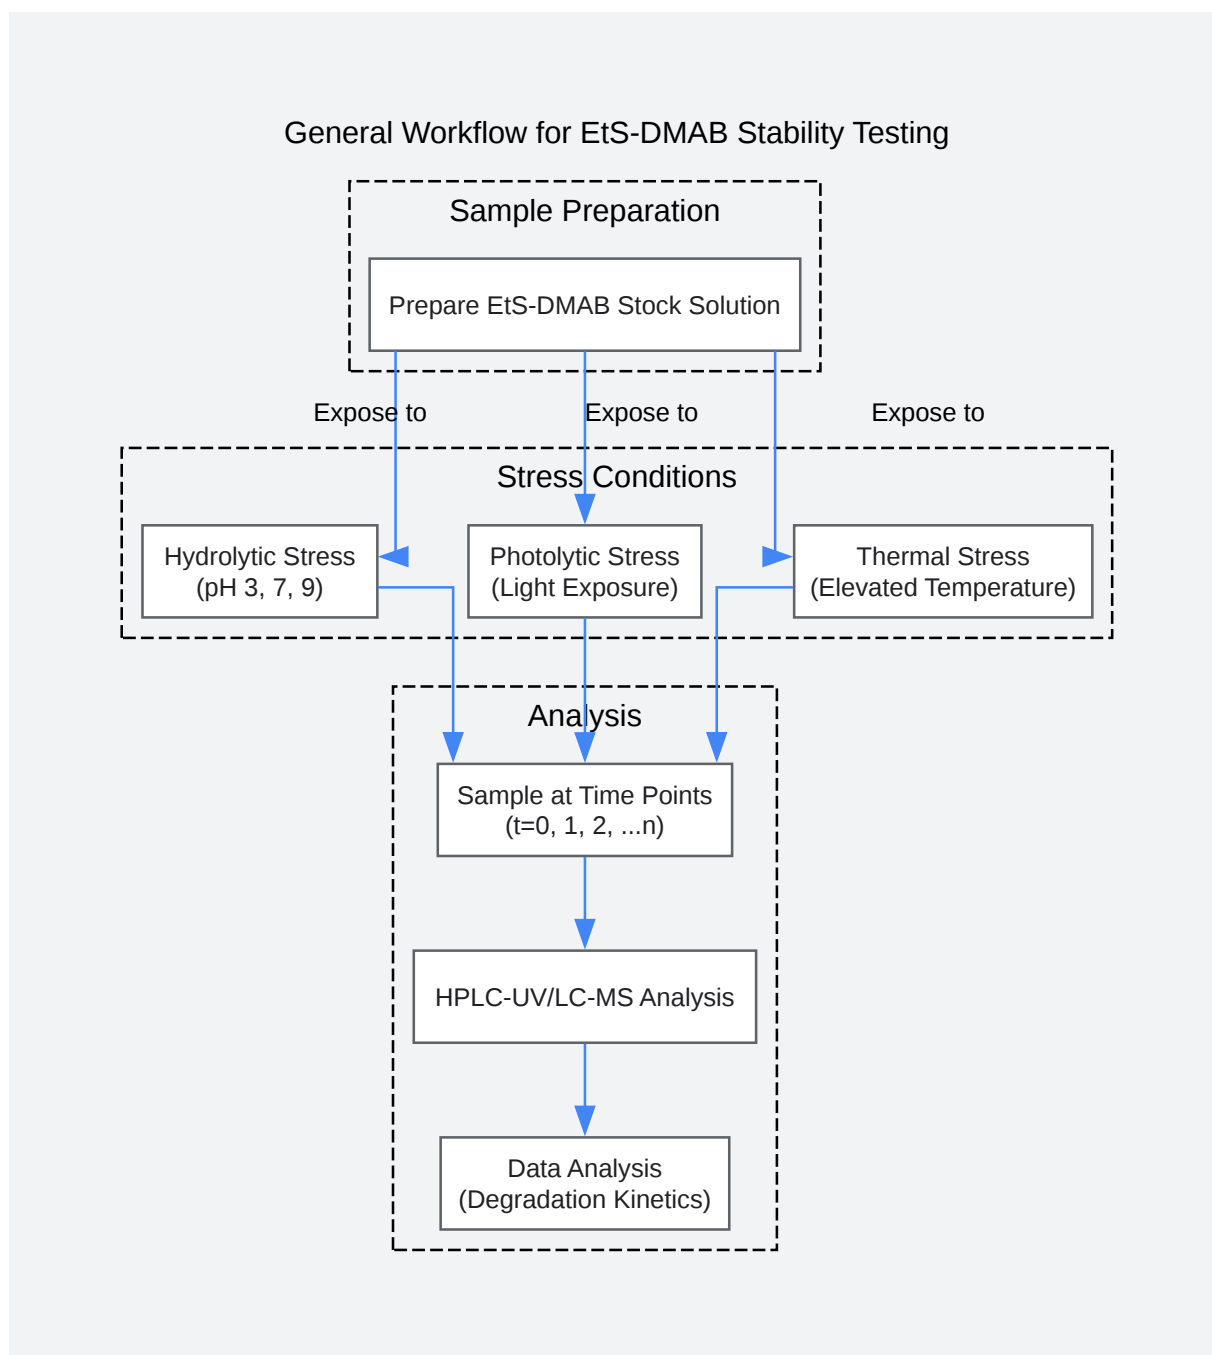 General Workflow for EtS-DMAB Stability Testing
Sample Preparation
Prepare EtS-DMAB Stock Solution
Expose to
Expose to
Expose to
Stress Conditions
Hydrolytic Stress
(pH 3, 7, 9)
Photolytic Stress
(Light Exposure)
Thermal Stress
(Elevated Temperature)
Analysis
Sample at Time Points
(t=0, 1, 2, ...n)
HPLC-UV/LC-MS Analysis
Data Analysis
(Degradation Kinetics)